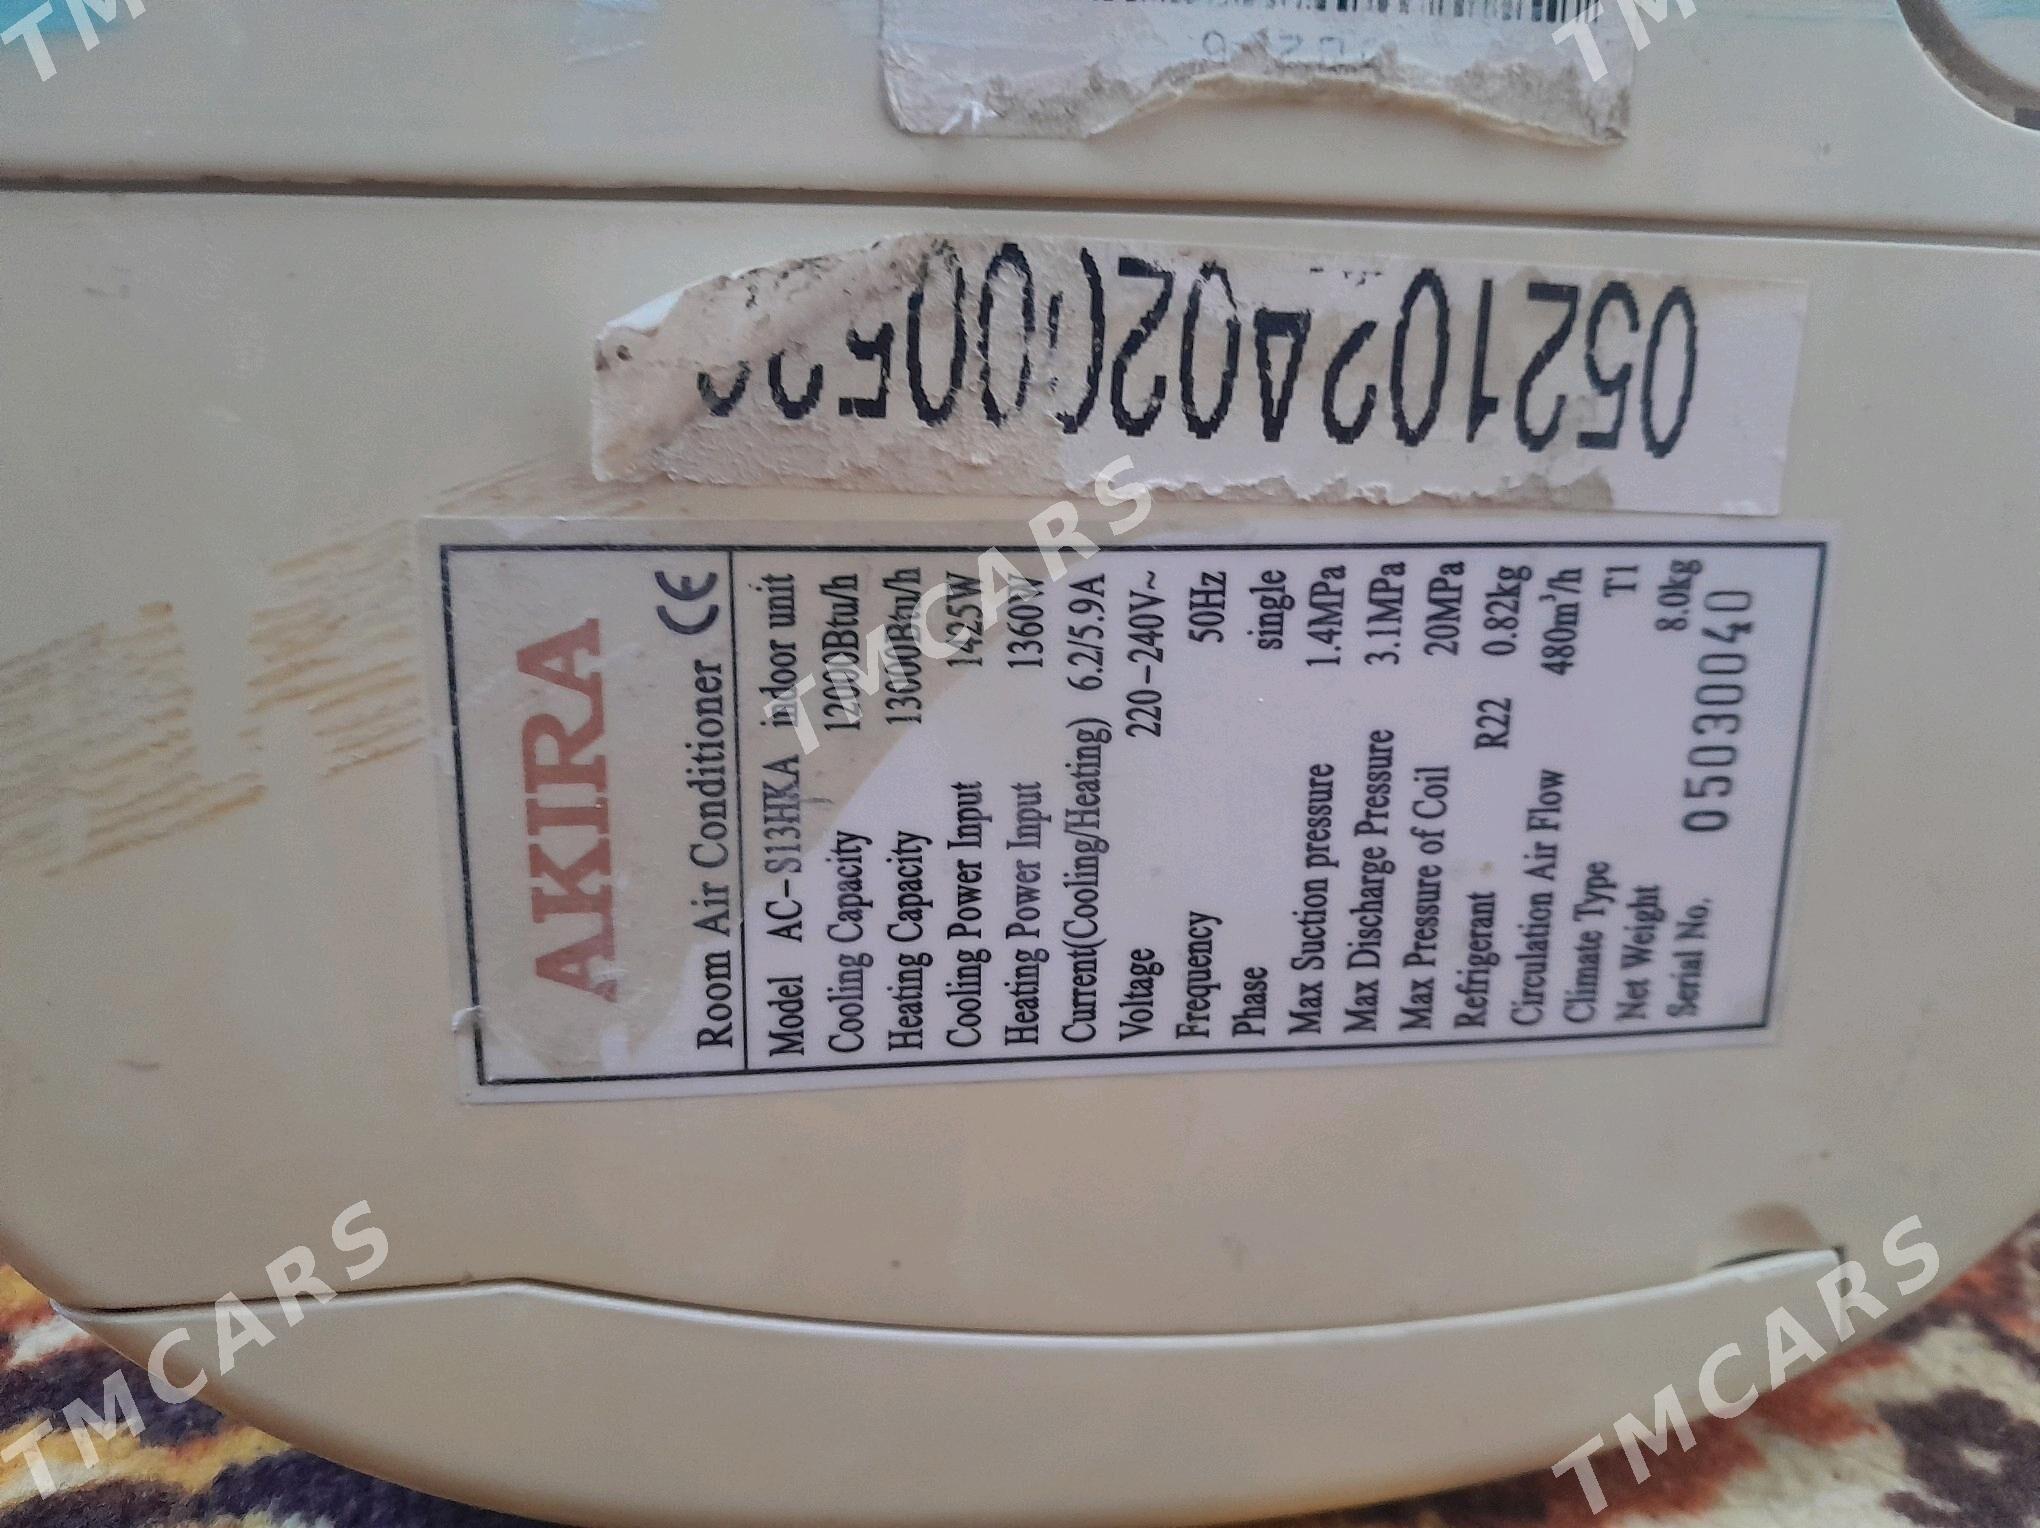 AKIRA
Room Air Conditioner CE
Model AC-S13HKA indoor unit
Cooling Capacity 12000Btu/h
Heating Capacity 13000Btu/h
Cooling Power Input 1425W
Heating Power Input 1360W
Current(Cooling/Heating) 6.2/5.9A
Voltage 220-240V~
Frequency 50Hz
Phase single
Max Suction pressure 1.4MPa
Max Discharge Pressure 3.1MPa
Max Pressure of Coil 20MPa
Refrigerant R22 0.82kg
Circulation Air Flow 480m³/h
Climate Type T1
Net Weight 8.0kg
Serial No. 05030040
TMCARS
TMCARS
TMCARS